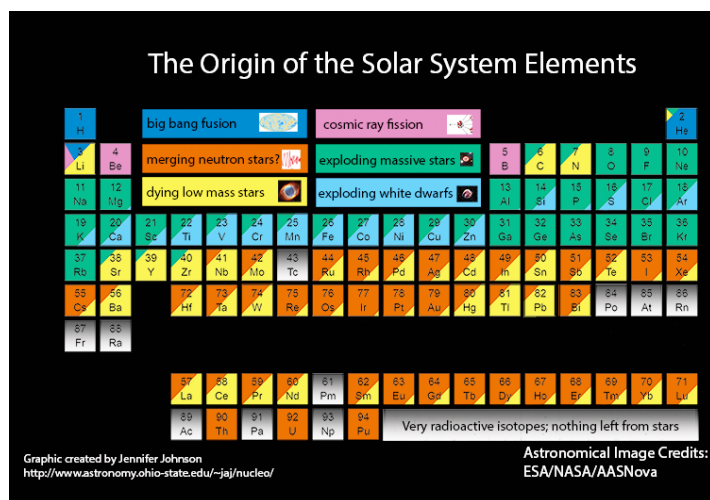 The Origin of the Solar System Elements
1 2
H big bang fusion cosmic ray fission He
3 4 merging neutron stars? exploding massive stars 5 6 7 8 9 10
Li Be B C N O F Ne
11 12 dying low mass stars exploding white dwarfs 13 14 15 16 17 18
Na Mg Al Si P S Cl Ar
19 20 21 22 23 24 25 26 27 28 29 30 31 32 33 34 35 36
K Ca Sc Ti V Cr Mn Fe Co Ni Cu Zn Ga Ge As Se Br Kr
37 38 39 40 41 42 43 44 45 46 47 48 49 50 51 52 53 54
Rb Sr Y Zr Nb Mo Tc Ru Rh Pd Ag Cd In Sn Sb Te I Xe
55 56 72 73 74 75 76 77 78 79 80 81 82 83 84 85 86
Cs Ba Hf Ta W Re Os Ir Pt Au Hg Tl Pb Bi Po At Rn
87 88
Fr Ra
57 58 59 60 61 62 63 64 65 66 67 68 69 70 71
La Ce Pr Nd Pm Sm Eu Gd Tb Dy Ho Er Tm Yb Lu
89 90 91 92 93 94 Very radioactive isotopes; nothing left from stars
Ac Th Pa U Np Pu
Graphic created by Jennifer Johnson
http://www.astronomy.ohio-state.edu/~jaj/nucleo/
Astronomical Image Credits:
ESA/NASA/AASNova